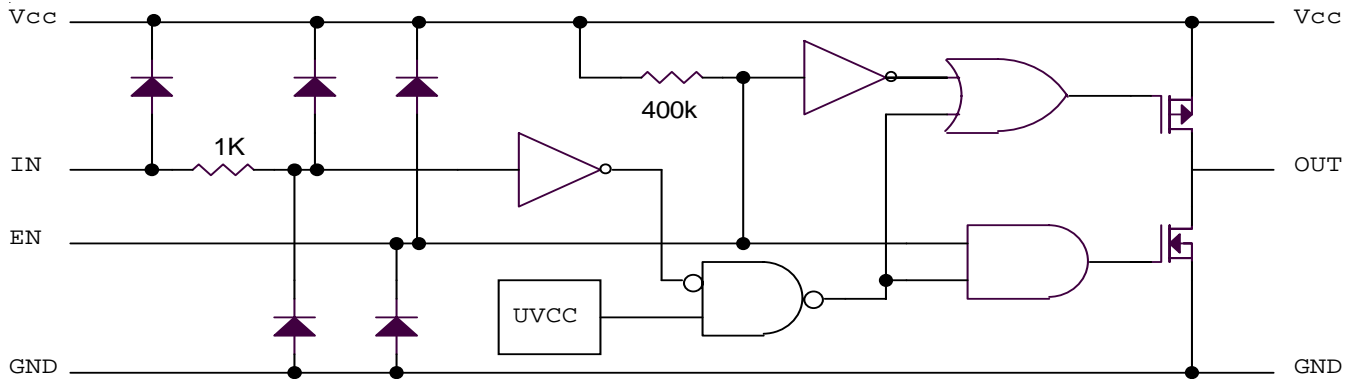 Vcc
Vcc
400k
1K
IN
OUT
EN
UVCC
GND
GND